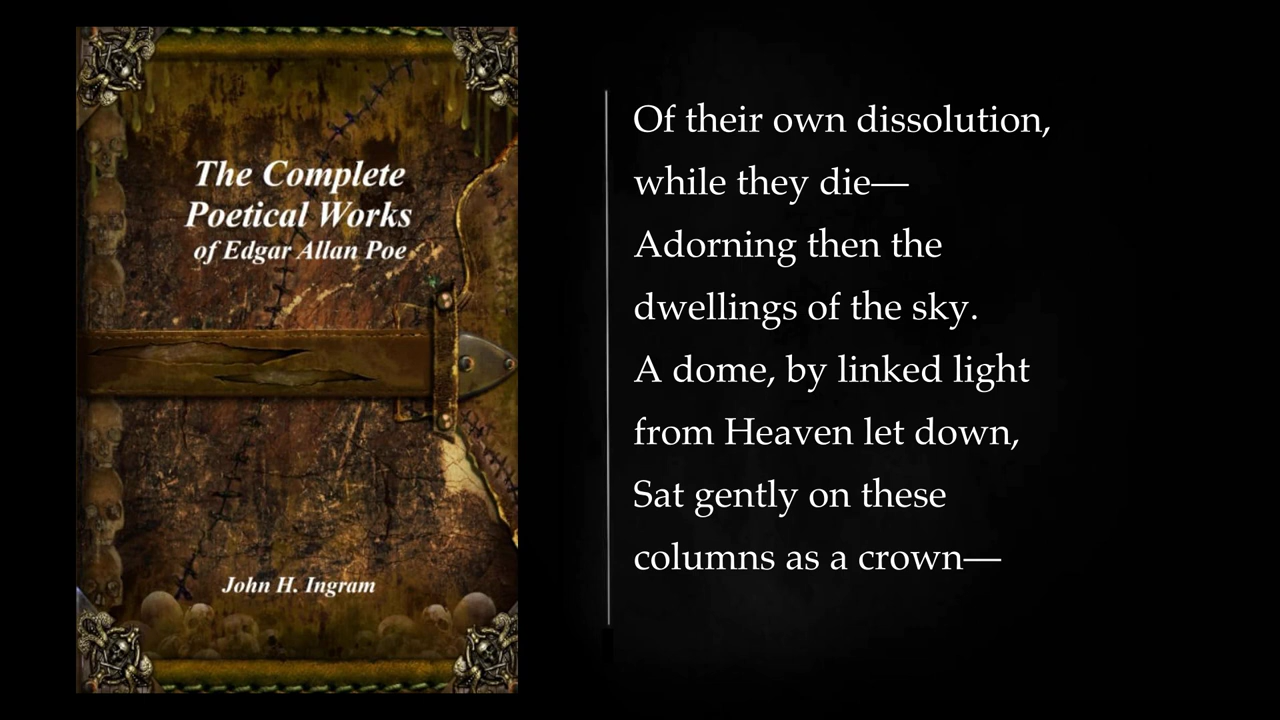 The Complete
Poetical Works
of Edgar Allan Poe
John H. Ingram
Of their own dissolution,
while they die—
Adorning then the
dwellings of the sky.
A dome, by linked light
from Heaven let down,
Sat gently on these
columns as a crown—